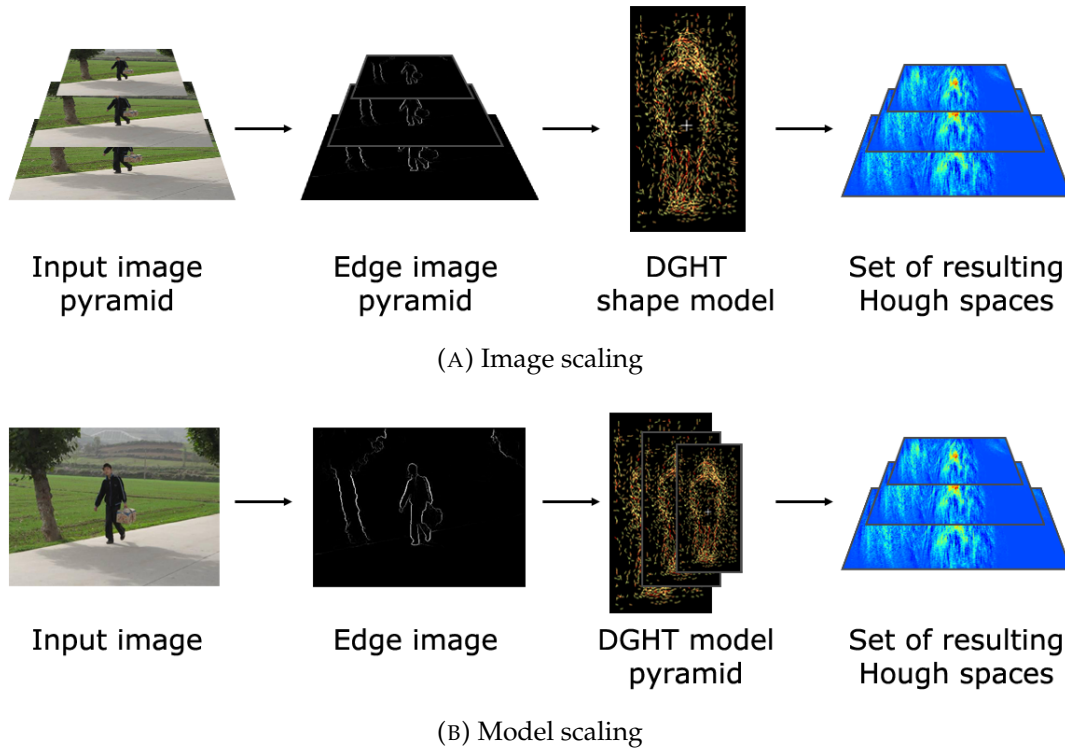 Input image
pyramid
Edge image
pyramid
DGHT
shape model
Set of resulting
Hough spaces
(A) Image scaling
Input image
Edge image
DGHT model
pyramid
Set of resulting
Hough spaces
(B) Model scaling